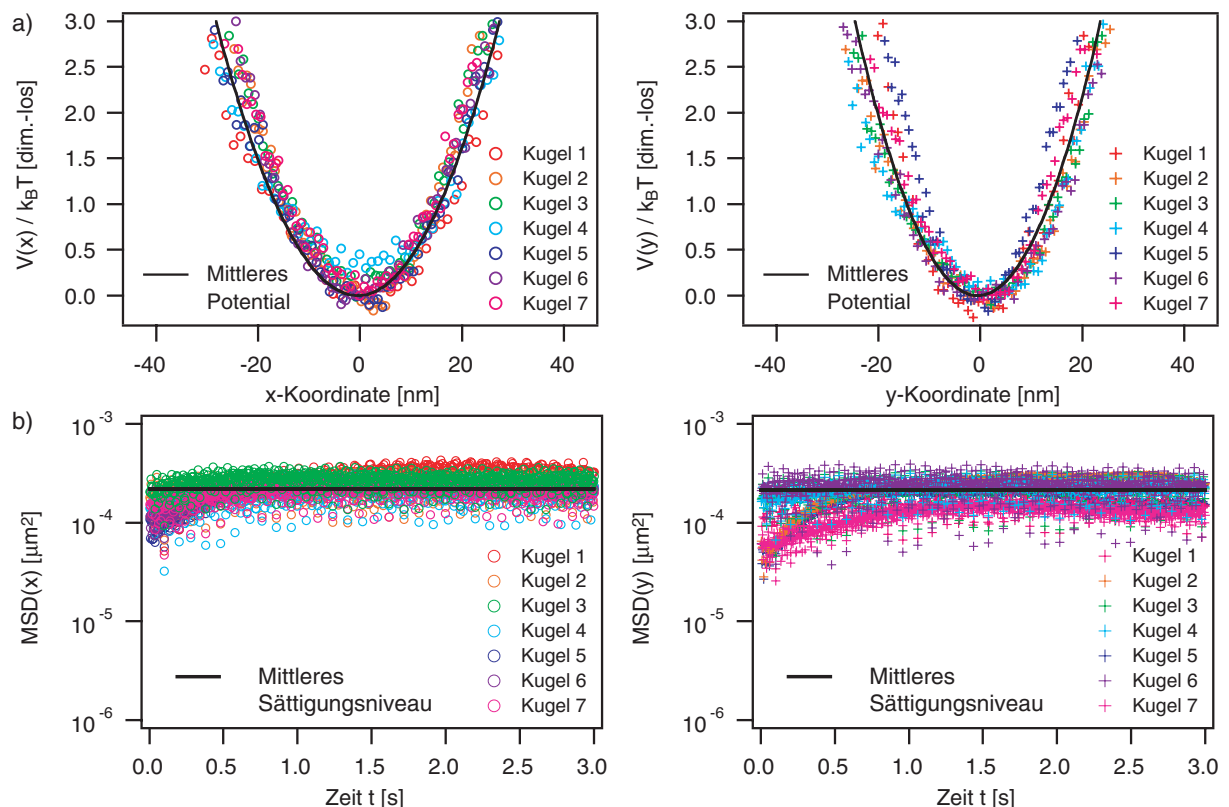 a)
3.0
2.5
2.0
1.5
1.0
0.5
0.0
V(x) / kBT [dim.-los]
Kugel 1
Kugel 2
Kugel 3
Kugel 4
Kugel 5
Kugel 6
Kugel 7
Mittleres
Potential
-40 -20 0 20 40
x-Koordinate [nm]
3.0
2.5
2.0
1.5
1.0
0.5
0.0
V(y) / kBT [dim.-los]
Kugel 1
Kugel 2
Kugel 3
Kugel 4
Kugel 5
Kugel 6
Kugel 7
Mittleres
Potential
-40 -20 0 20 40
y-Koordinate [nm]
b)
10-3
10-4
10-5
10-6
MSD(x) [µm2]
Kugel 1
Kugel 2
Kugel 3
Kugel 4
Kugel 5
Kugel 6
Kugel 7
Mittleres
Sättigungsniveau
0.0 0.5 1.0 1.5 2.0 2.5 3.0
Zeit t [s]
10-3
10-4
10-5
10-6
MSD(y) [µm2]
Kugel 1
Kugel 2
Kugel 3
Kugel 4
Kugel 5
Kugel 6
Kugel 7
Mittleres
Sättigungsniveau
0.0 0.5 1.0 1.5 2.0 2.5 3.0
Zeit t [s]